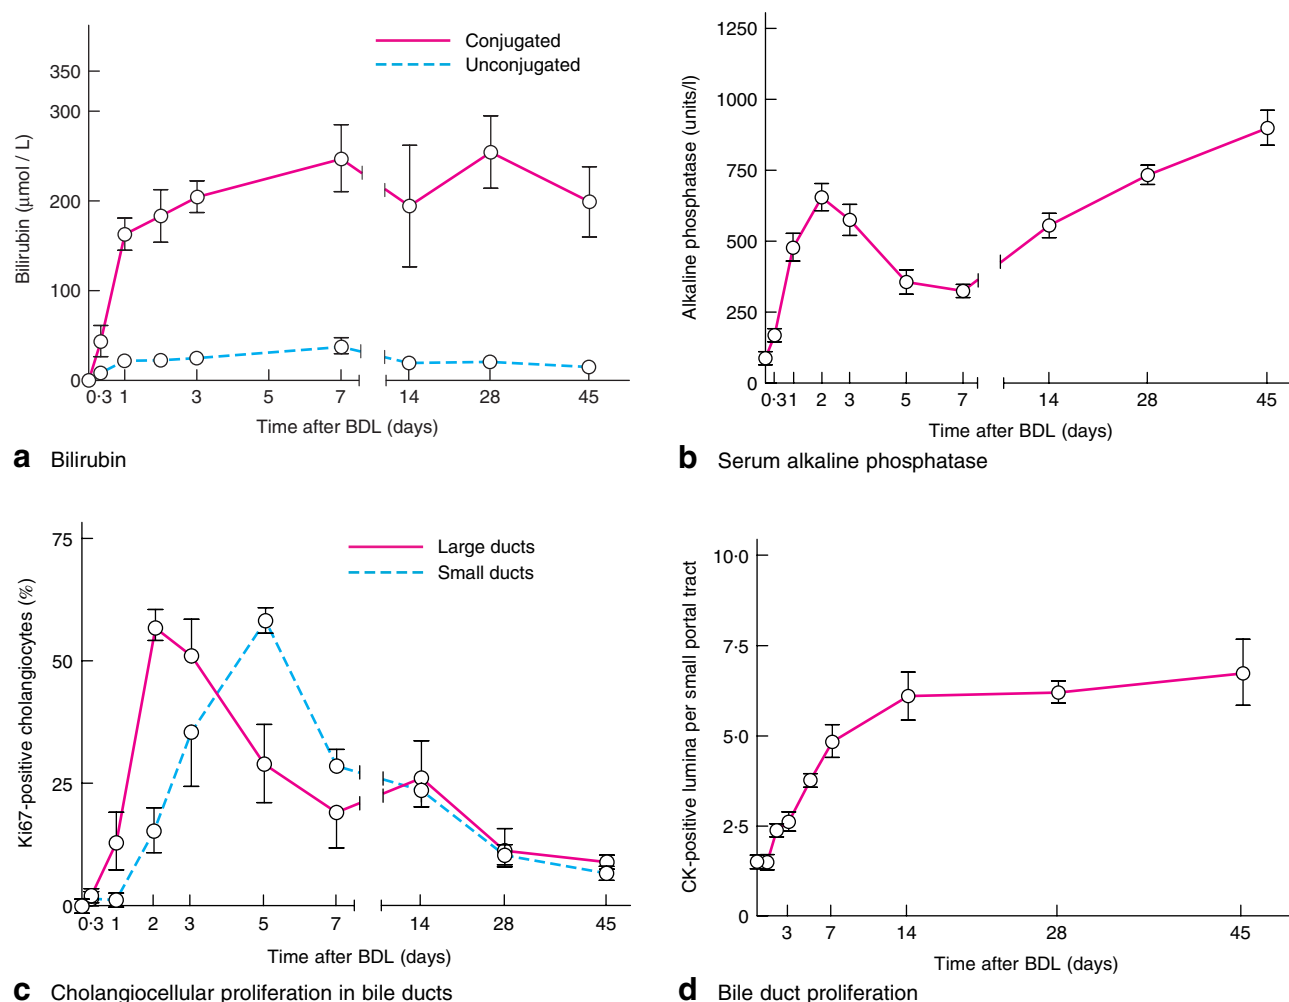 Conjugated
Unconjugated
Bilirubin (μmol / L)
350
300
200
100
0
0·3 1 3 5 7 14 28 45
Time after BDL (days)
a Bilirubin
Alkaline phosphatase (units/l)
1250
1000
750
500
250
0
0·3 1 2 3 5 7 14 28 45
Time after BDL (days)
b Serum alkaline phosphatase
Large ducts
Small ducts
Ki67-positive cholangiocytes (%)
75
50
25
0
0·3 1 2 3 5 7 14 28 45
Time after BDL (days)
c Cholangiocellular proliferation in bile ducts
CK-positive lumina per small portal tract
10·0
7·5
5·0
2·5
0
3 7 14 28 45
Time after BDL (days)
d Bile duct proliferation